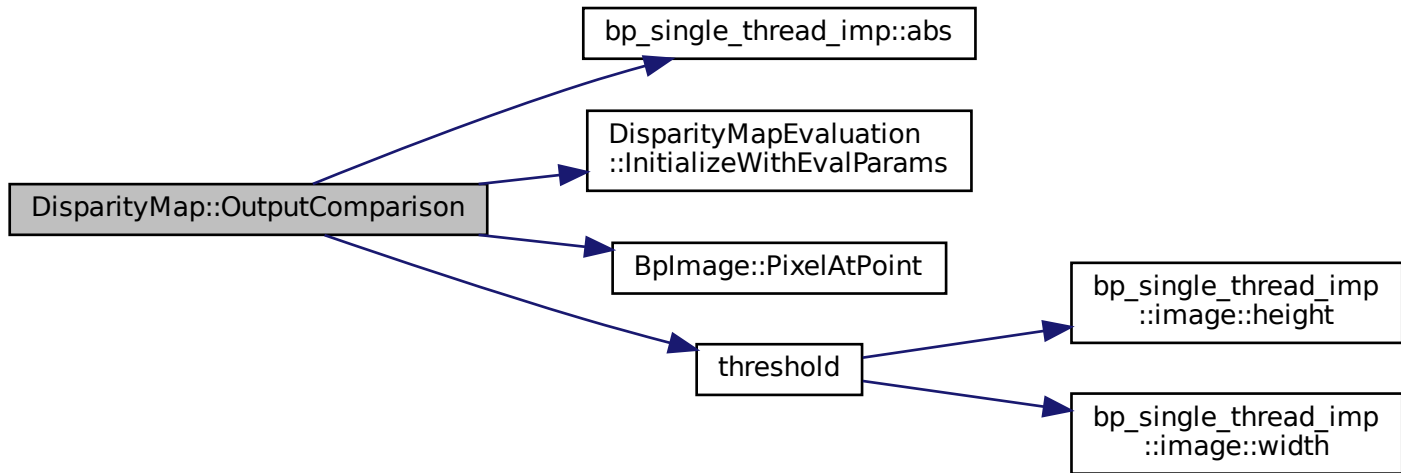 bp_single_thread_imp::abs
DisparityMapEvaluation
::InitializeWithEvalParams
DisparityMap::OutputComparison
BpImage::PixelAtPoint
bp_single_thread_imp
::image::height
threshold
bp_single_thread_imp
::image::width